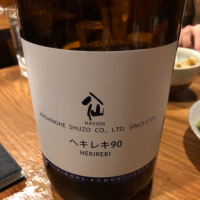 八仙
HASSEN
HACHINOHE SHUZO CO., LTD. SINCE 1775
ヘキレキ90
HEKIREKI